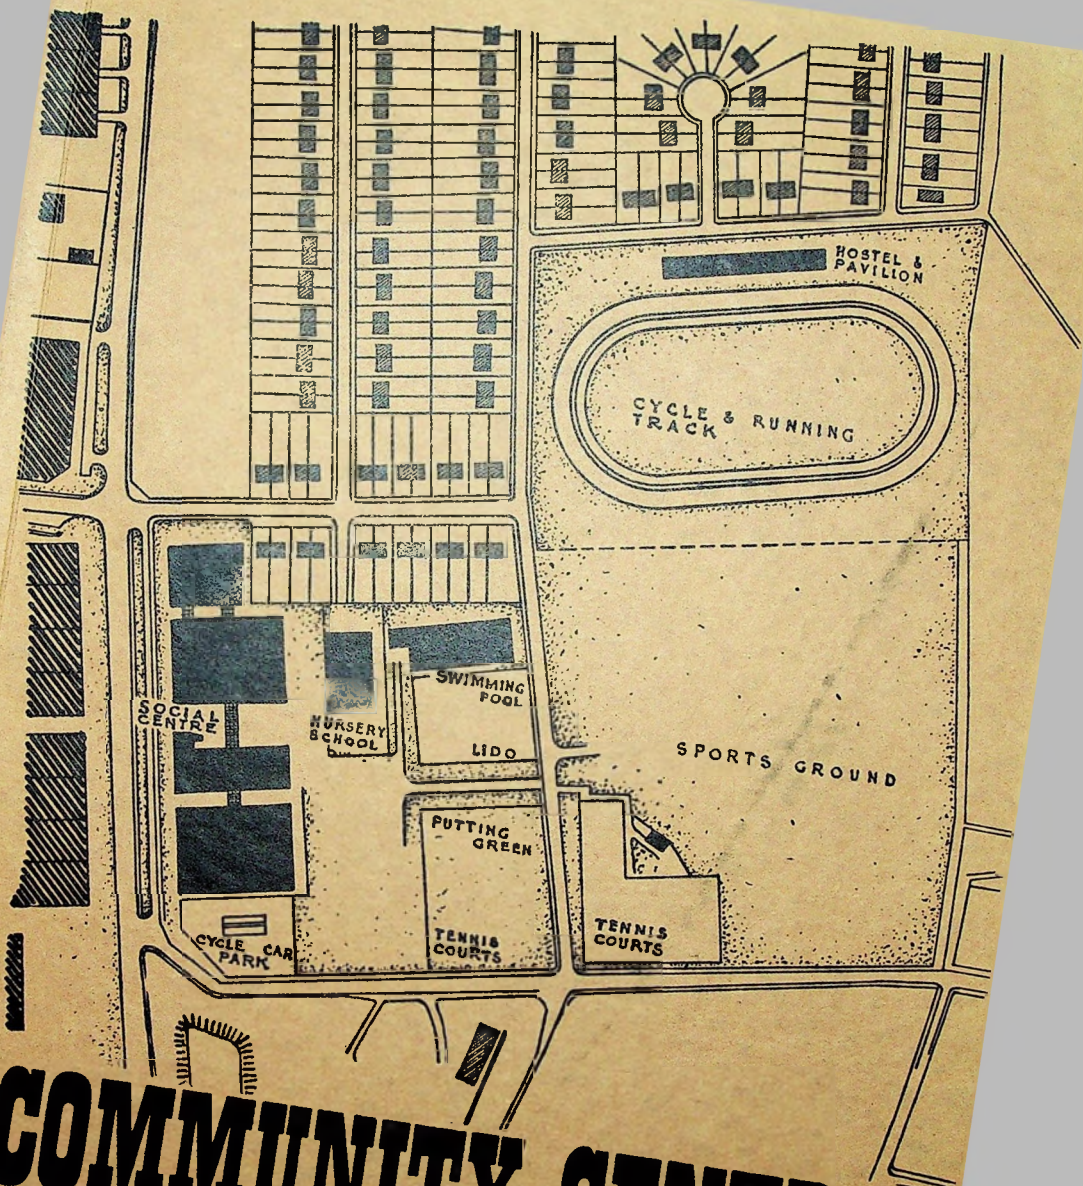 HOSTEL &
PAVILION
CYCLE & RUNNING
TRACK
SWIMMING
POOL
SOCIAL
CENTRE
NURSERY
SCHOOL
LIDO
SPORTS GROUND
PUTTING
GREEN
TENNIS
COURTS
TENNIS
COURTS
CYCLE CAR
PARK
COMMUNITY